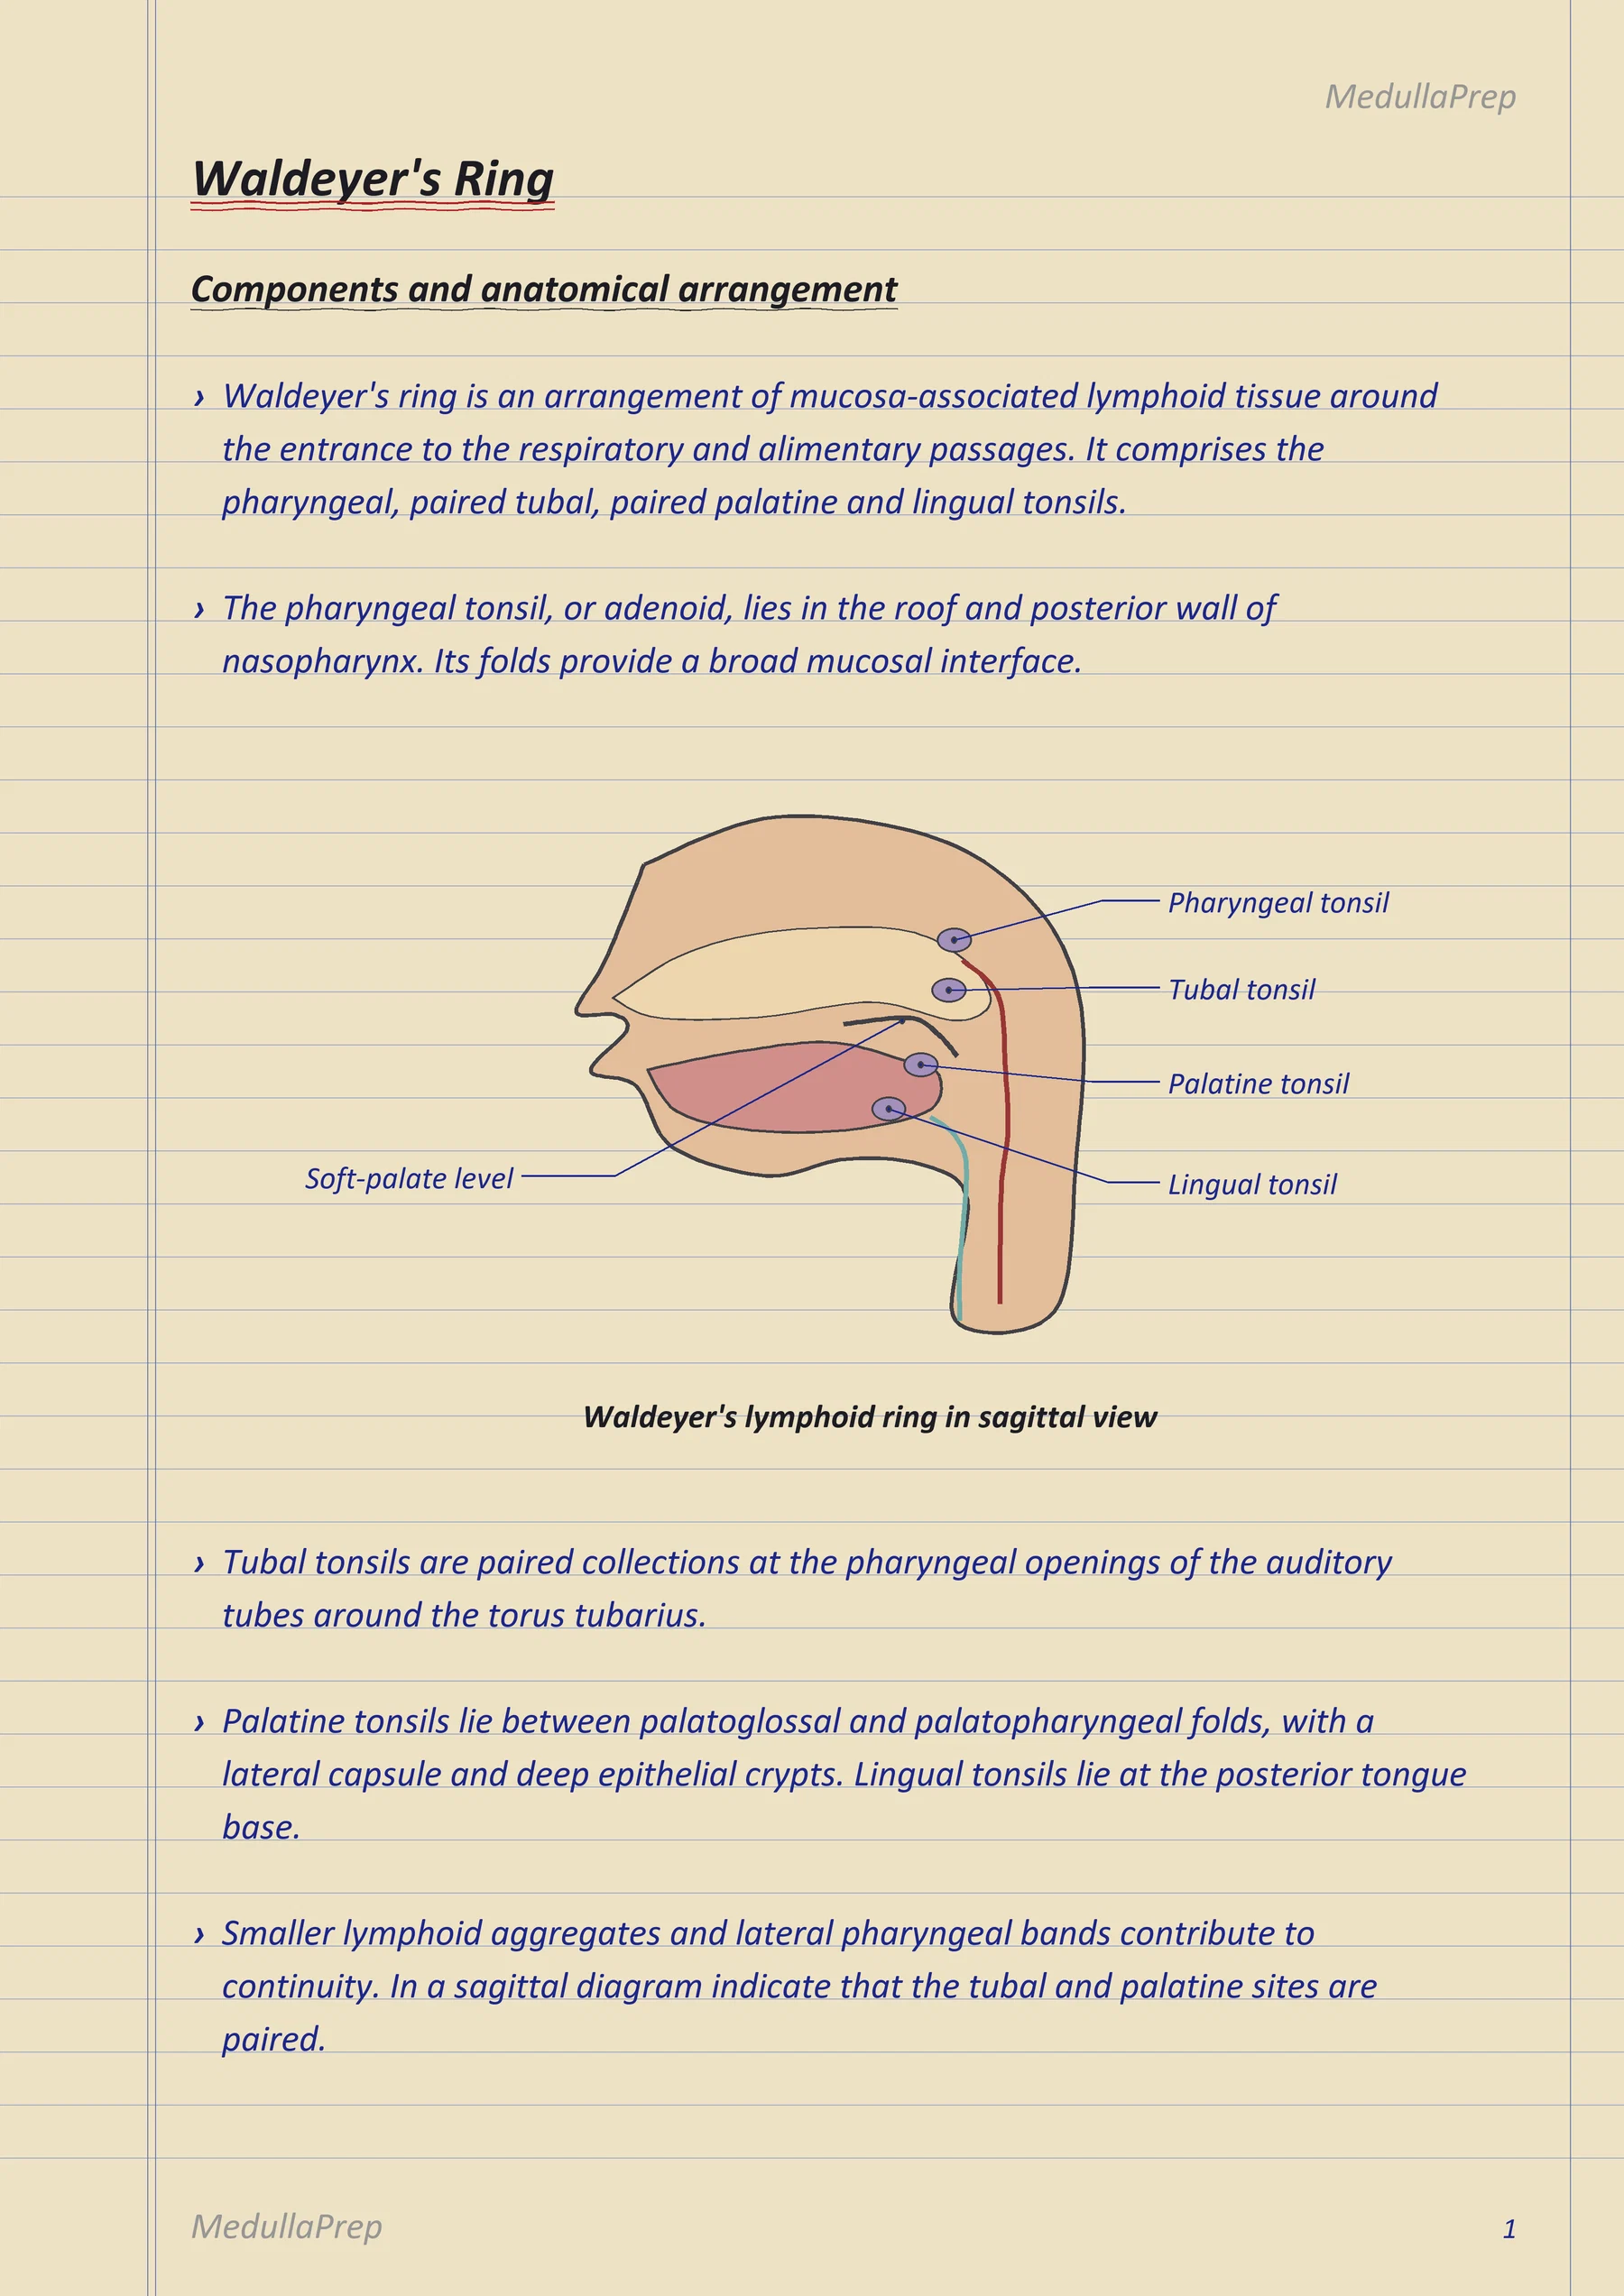 MedullaPrep
Waldeyer's Ring
Components and anatomical arrangement
› Waldeyer's ring is an arrangement of mucosa-associated lymphoid tissue around
the entrance to the respiratory and alimentary passages. It comprises the
pharyngeal, paired tubal, paired palatine and lingual tonsils.
› The pharyngeal tonsil, or adenoid, lies in the roof and posterior wall of
nasopharynx. Its folds provide a broad mucosal interface.
Pharyngeal tonsil
Tubal tonsil
Palatine tonsil
Soft-palate level
Lingual tonsil
Waldeyer's lymphoid ring in sagittal view
› Tubal tonsils are paired collections at the pharyngeal openings of the auditory
tubes around the torus tubarius.
› Palatine tonsils lie between palatoglossal and palatopharyngeal folds, with a
lateral capsule and deep epithelial crypts. Lingual tonsils lie at the posterior tongue
base.
› Smaller lymphoid aggregates and lateral pharyngeal bands contribute to
continuity. In a sagittal diagram indicate that the tubal and palatine sites are
paired.
MedullaPrep
1